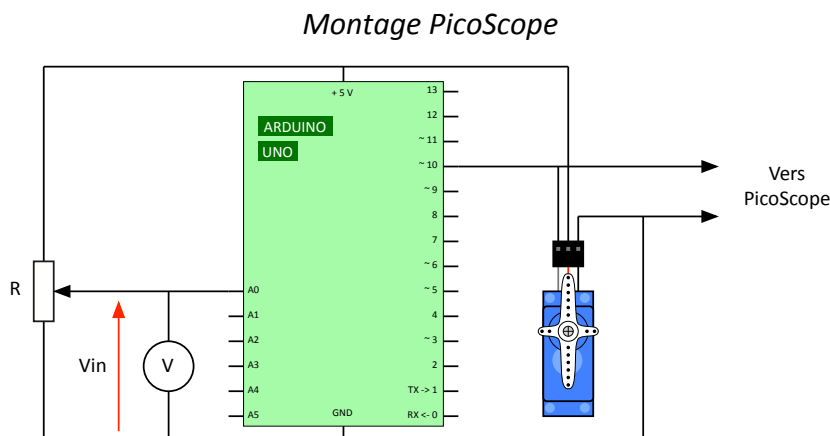 Montage PicoScope
+ 5 V
ARDUINO
UNO
13
12
~ 11
~ 10
~ 9
8
7
~ 6
~ 5
4
~ 3
2
TX -> 1
RX <- 0
A0
A1
A2
A3
A4
A5
GND
R
Vin
V
Vers
PicoScope